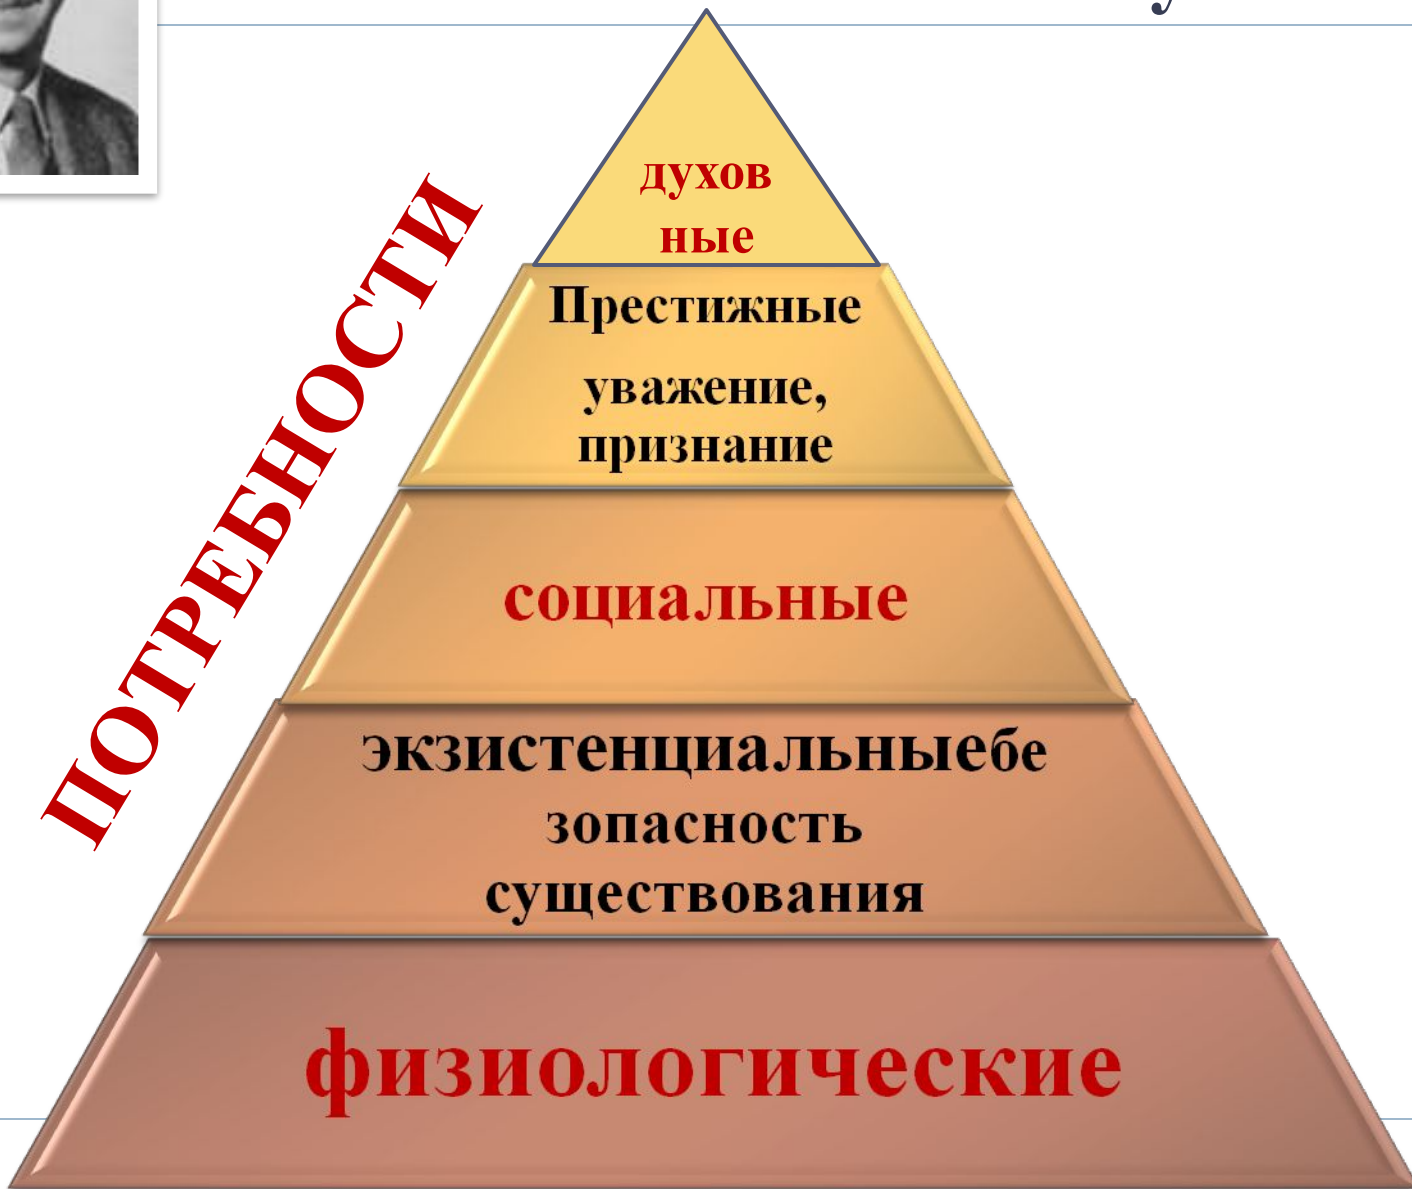 ПОТРЕБНОСТИ
духов
ные
Престижные
уважение,
признание
социальные
экзистенциальныебе
зопасность
существования
физиологические